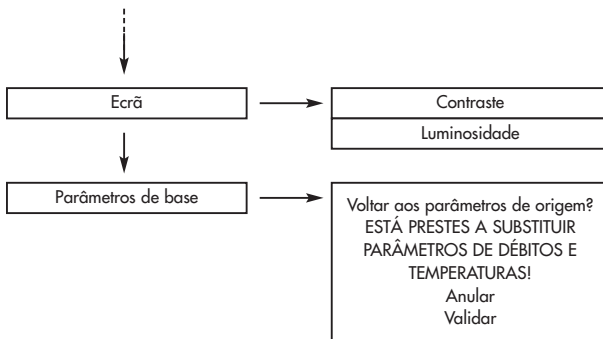 Ecrã
Contraste
Luminosidade
Parâmetros de base
Voltar aos parâmetros de origem?
ESTÁ PRESTES A SUBSTITUIR
PARÂMETROS DE DÉBITOS E
TEMPERATURAS!
Anular
Validar